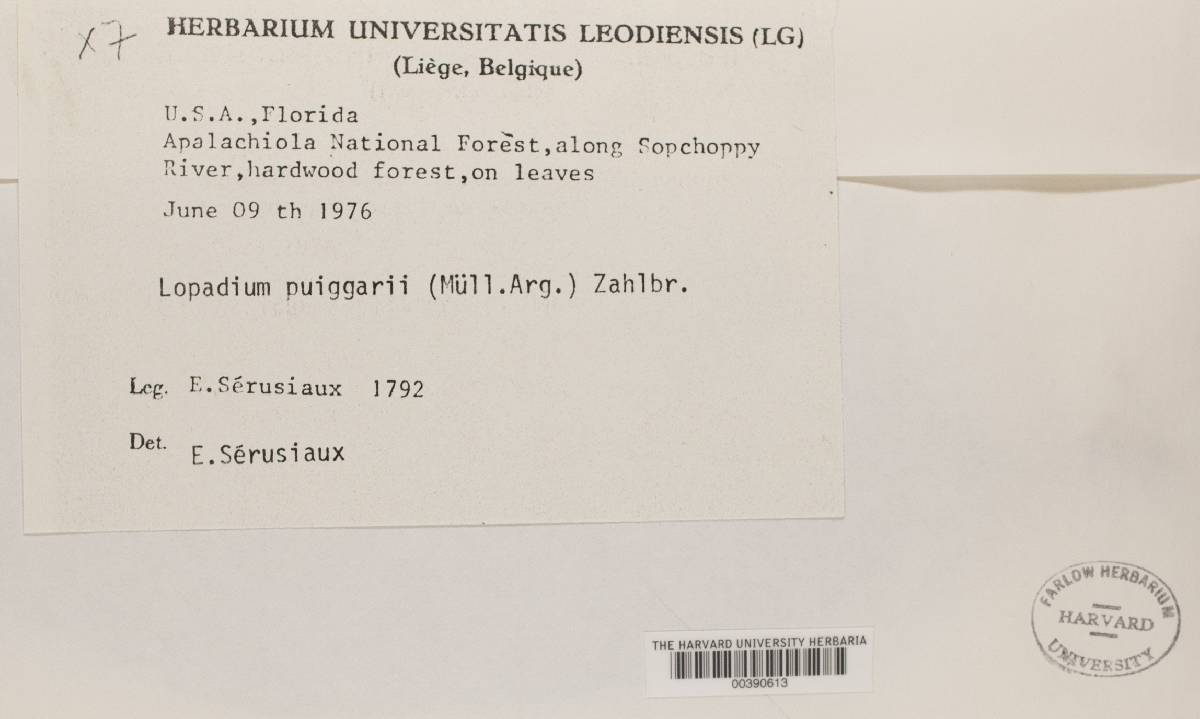 x7
HERBARIUM UNIVERSITATIS LEODIENSIS (LG)
(Liège, Belgique)
U.S.A.,Florida
Apalachiola National Forest,along Sopchoppy
River,hardwood forest,on leaves
June 09 th 1976
Lopadium puiggarii (Müll.Arg.) Zahlbr.
Leg. E.Sérusiaux 1792
Det. E.Sérusiaux
FARLOW HERBARIUM
HARVARD
UNIVERSITY
THE HARVARD UNIVERSITY HERBARIA
00390613